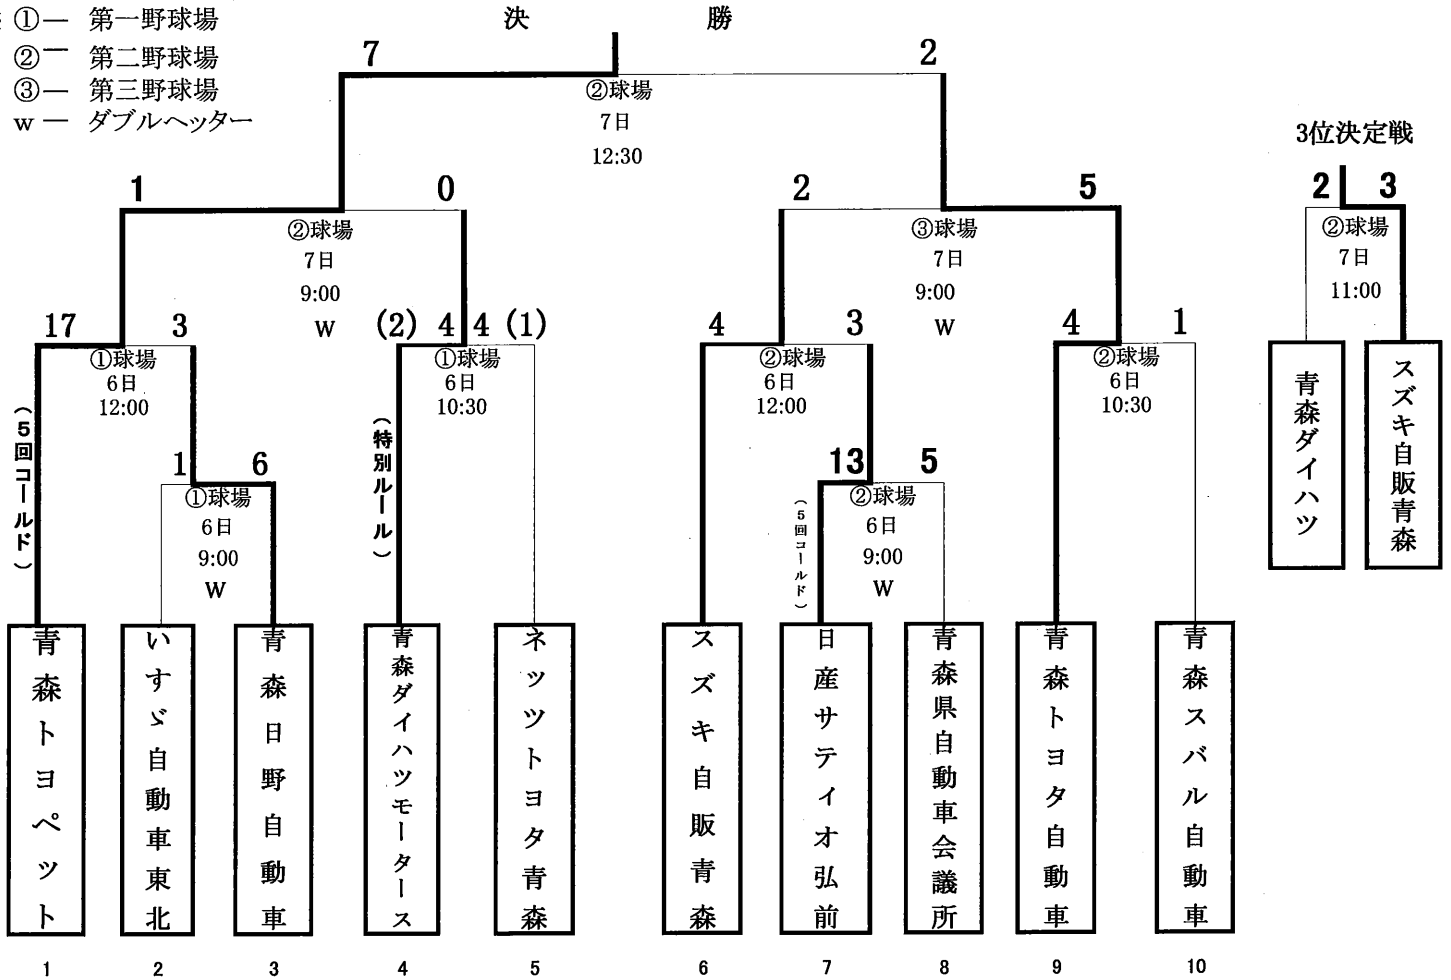 ①― 第一野球場
②― 第二野球場
③― 第三野球場
w ― ダブルヘッター
決 勝
7 2
②球場
7日
12:30
1 0
②球場
7日
9:00
W
2 5
③球場
7日
9:00
W
3位決定戦
2 3
②球場
7日
11:00
青森ダイハツ
スズキ自販青森
17 3
①球場
6日
12:00
(5回コールド)
(2) 4 4 (1)
①球場
6日
10:30
(特別ルール)
4 3
②球場
6日
12:00
4 1
②球場
6日
10:30
1 6
①球場
6日
9:00
W
13 5
②球場
6日
9:00
W
(5回コールド)
青森トヨペット
いすゞ自動車東北
青森日野自動車
青森ダイハツモータース
ネッツトヨタ青森
スズキ自販青森
日産サティオ弘前
青森県自動車会議所
青森トヨタ自動車
青森スバル自動車
1 2 3 4 5 6 7 8 9 10